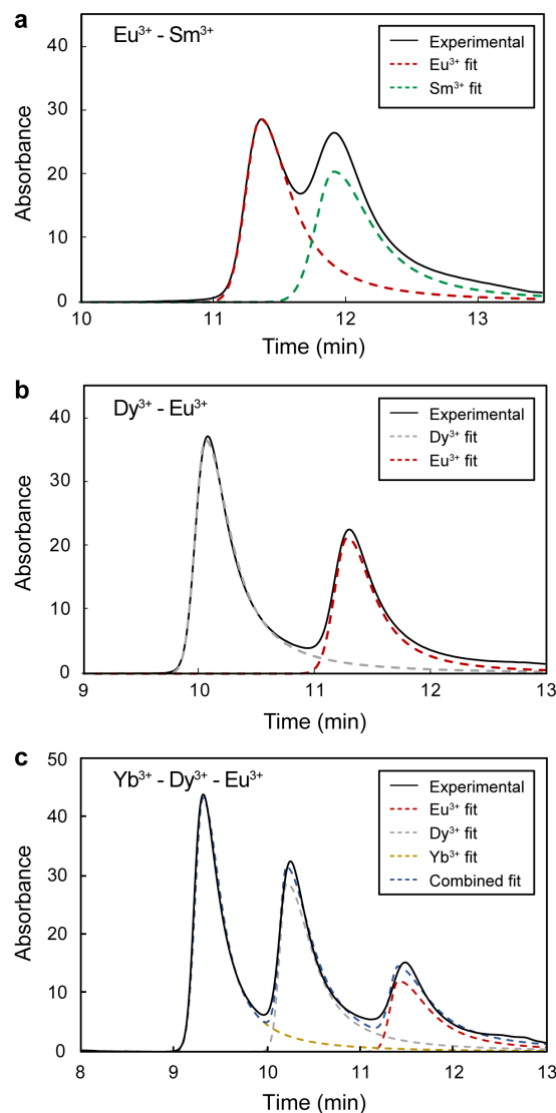 a
Eu³⁺ - Sm³⁺
Experimental
Eu³⁺ fit
Sm³⁺ fit
Absorbance
40
30
20
10
0
10
11
12
13
Time (min)
b
Dy³⁺ - Eu³⁺
Experimental
Dy³⁺ fit
Eu³⁺ fit
Absorbance
40
30
20
10
0
9
10
11
12
13
Time (min)
c
Yb³⁺ - Dy³⁺ - Eu³⁺
Experimental
Eu³⁺ fit
Dy³⁺ fit
Yb³⁺ fit
Combined fit
Absorbance
50
40
30
20
10
0
8
9
10
11
12
13
Time (min)